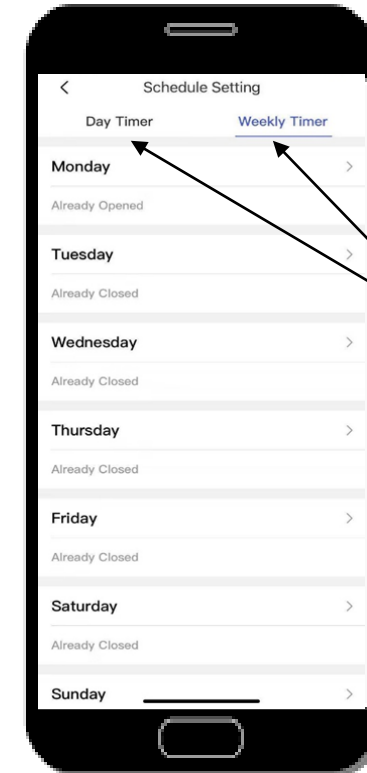 Schedule Setting
Day Timer Weekly Timer
Monday
Already Opened
Tuesday
Already Closed
Wednesday
Already Closed
Thursday
Already Closed
Friday
Already Closed
Saturday
Already Closed
Sunday